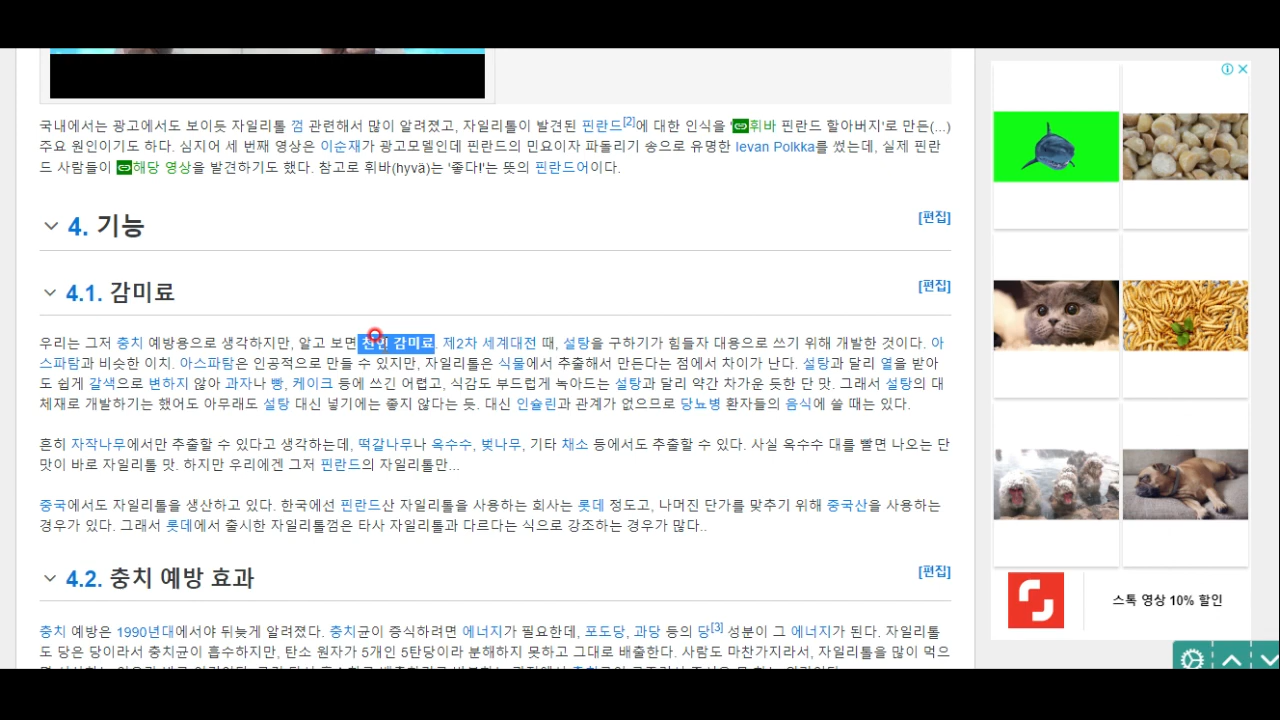 국내에서는 광고에서도 보이듯 자일리톨 껌 관련해서 많이 알려졌고, 자일리톨이 발견된 핀란드[2]에 대한 인식을 '휘바 핀란드 할아버지'로 만든(...)
주요 원인이기도 하다. 심지어 세 번째 영상은 이순재가 광고모델인데 핀란드의 민요이자 파돌리기 송으로 유명한 Ievan Polkka를 썼는데, 실제 핀란
드 사람들이 해당 영상을 발견하기도 했다. 참고로 휘바(hyvä)는 '좋다!'는 뜻의 핀란드어이다.
4. 기능
[편집]
4.1. 감미료
[편집]
우리는 그저 충치 예방용으로 생각하지만, 알고 보면 천연 감미료. 제2차 세계대전 때, 설탕을 구하기가 힘들자 대용으로 쓰기 위해 개발한 것이다. 아
스파탐과 비슷한 이치. 아스파탐은 인공적으로 만들 수 있지만, 자일리톨은 식물에서 추출해서 만든다는 점에서 차이가 난다. 설탕과 달리 열을 받아
도 쉽게 갈색으로 변하지 않아 과자나 빵, 케이크 등에 쓰긴 어렵고, 식감도 부드럽게 녹아드는 설탕과 달리 약간 차가운 듯한 단 맛. 그래서 설탕의 대
체재로 개발하기는 했어도 아무래도 설탕 대신 넣기에는 좋지 않다는 듯. 대신 인슐린과 관계가 없으므로 당뇨병 환자들의 음식에 쓸 때는 있다.
흔히 자작나무에서만 추출할 수 있다고 생각하는데, 떡갈나무나 옥수수, 벚나무, 기타 채소 등에서도 추출할 수 있다. 사실 옥수수 대를 빨면 나오는 단
맛이 바로 자일리톨 맛. 하지만 우리에겐 그저 핀란드의 자일리톨만...
중국에서도 자일리톨을 생산하고 있다. 한국에선 핀란드산 자일리톨을 사용하는 회사는 롯데 정도고, 나머진 단가를 맞추기 위해 중국산을 사용하는
경우가 있다. 그래서 롯데에서 출시한 자일리톨껌은 타사 자일리톨과 다르다는 식으로 강조하는 경우가 많다..
4.2. 충치 예방 효과
[편집]
충치 예방은 1990년대에서야 뒤늦게 알려졌다. 충치균이 증식하려면 에너지가 필요한데, 포도당, 과당 등의 당[3] 성분이 그 에너지가 된다. 자일리톨
도 당은 당이라서 충치균이 흡수하지만, 탄소 원자가 5개인 5탄당이라 분해하지 못하고 그대로 배출한다. 사람도 마찬가지라서, 자일리톨을 많이 먹으
스톡 영상 10% 할인